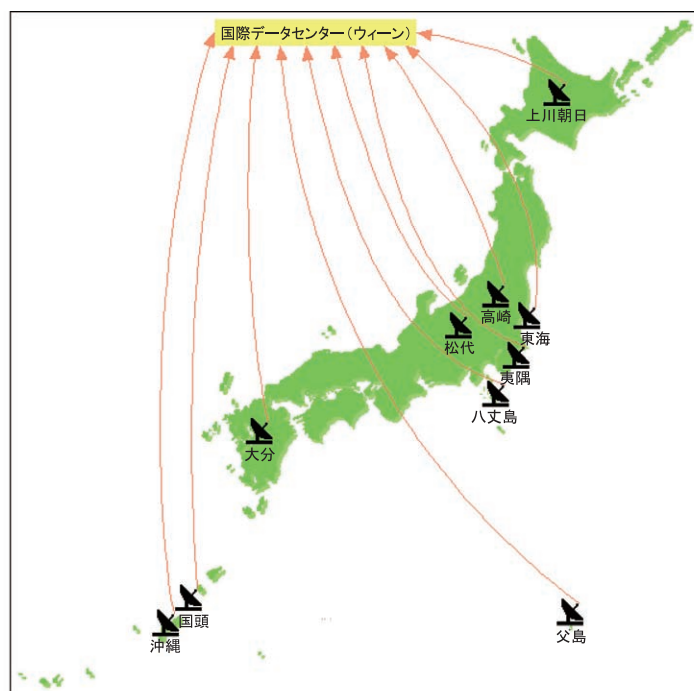 国際データセンター(ウィーン)
上川朝日
高崎
東海
松代
夷隅
八丈島
大分
国頭
沖縄
父島